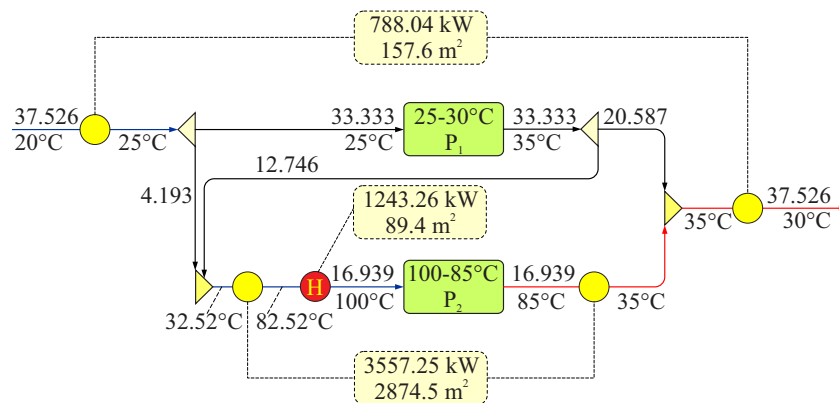 788.04 kW
157.6 m²
37.526
20°C
25°C
33.333
25°C
25-30°C
P₁
33.333
35°C
20.587
12.746
4.193
1243.26 kW
89.4 m²
35°C
37.526
30°C
32.52°C
82.52°C
H
16.939
100°C
100-85°C
P₂
16.939
85°C
35°C
3557.25 kW
2874.5 m²